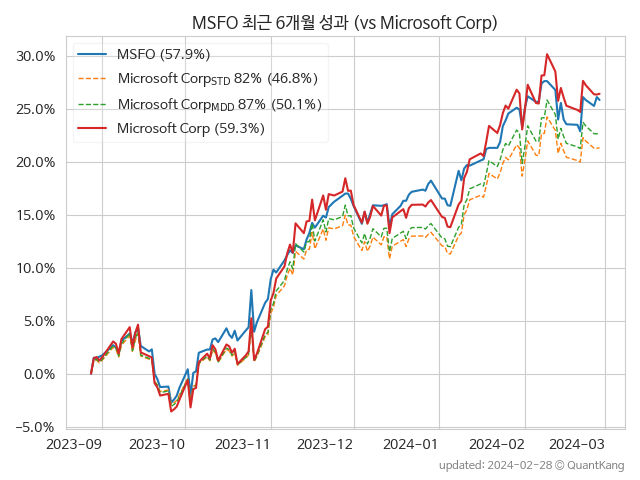 MSFO 최근 6개월 성과 (vs Microsoft Corp)
MSFO (57.9%)
Microsoft CorpSTD 82% (46.8%)
Microsoft CorpMDD 87% (50.1%)
Microsoft Corp (59.3%)
30.0%
25.0%
20.0%
15.0%
10.0%
5.0%
0.0%
−5.0%
2023-09 2023-10 2023-11 2023-12 2024-01 2024-02 2024-03
updated: 2024-02-28 © QuantKang